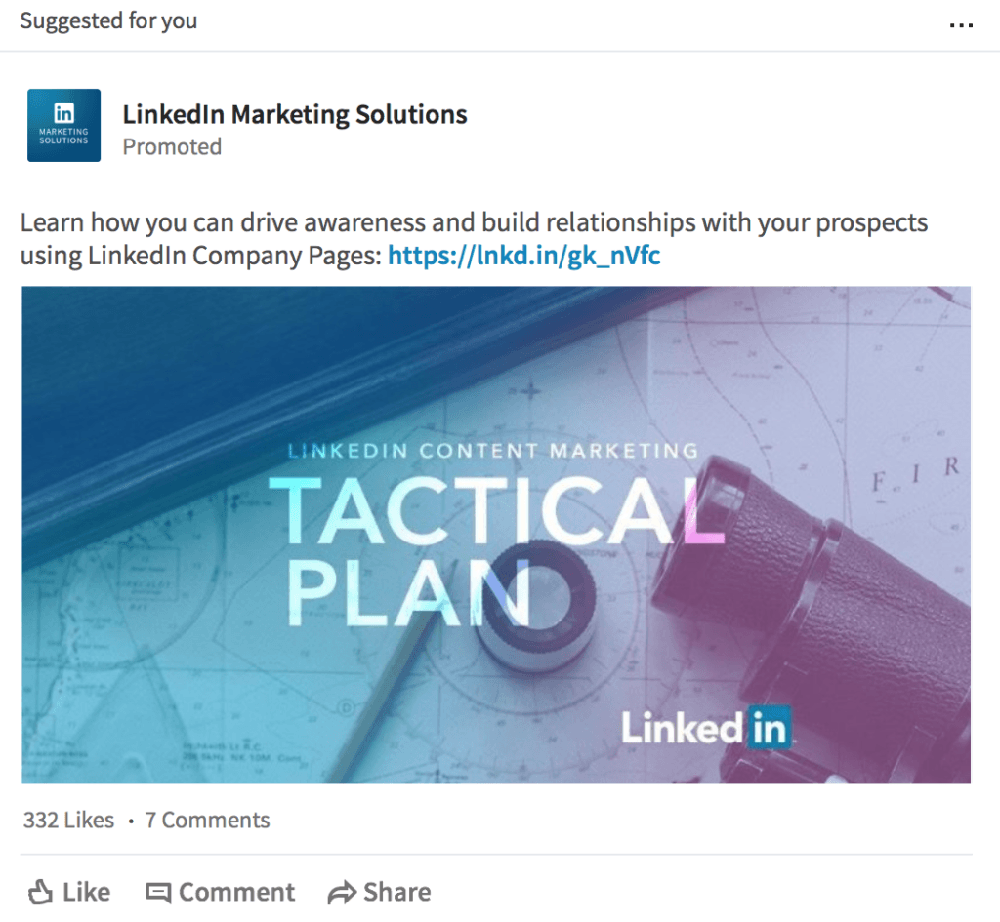 Suggested for you
...
in
MARKETING
SOLUTIONS
LinkedIn Marketing Solutions
Promoted
Learn how you can drive awareness and build relationships with your prospects
using LinkedIn Company Pages: https://lnkd.in/gk_nVfc
LINKEDIN CONTENT MARKETING
TACTICAL
PLAN
F I R
Linked in
332 Likes • 7 Comments
Like Comment Share